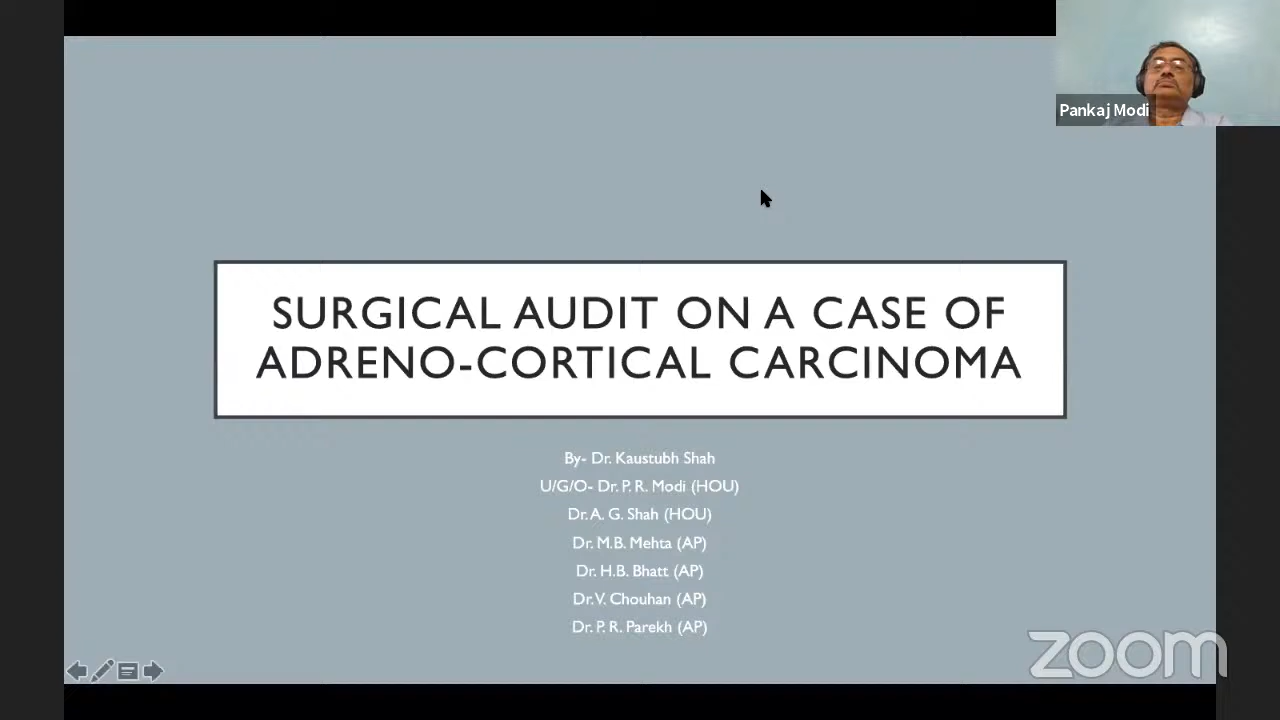 Pankaj Modi
SURGICAL AUDIT ON A CASE OF
ADRENO-CORTICAL CARCINOMA
By- Dr. Kaustubh Shah
U/G/O- Dr. P. R. Modi (HOU)
Dr. A. G. Shah (HOU)
Dr. M.B. Mehta (AP)
Dr. H.B. Bhatt (AP)
Dr. V. Chouhan (AP)
Dr. P. R. Parekh (AP)
zoom